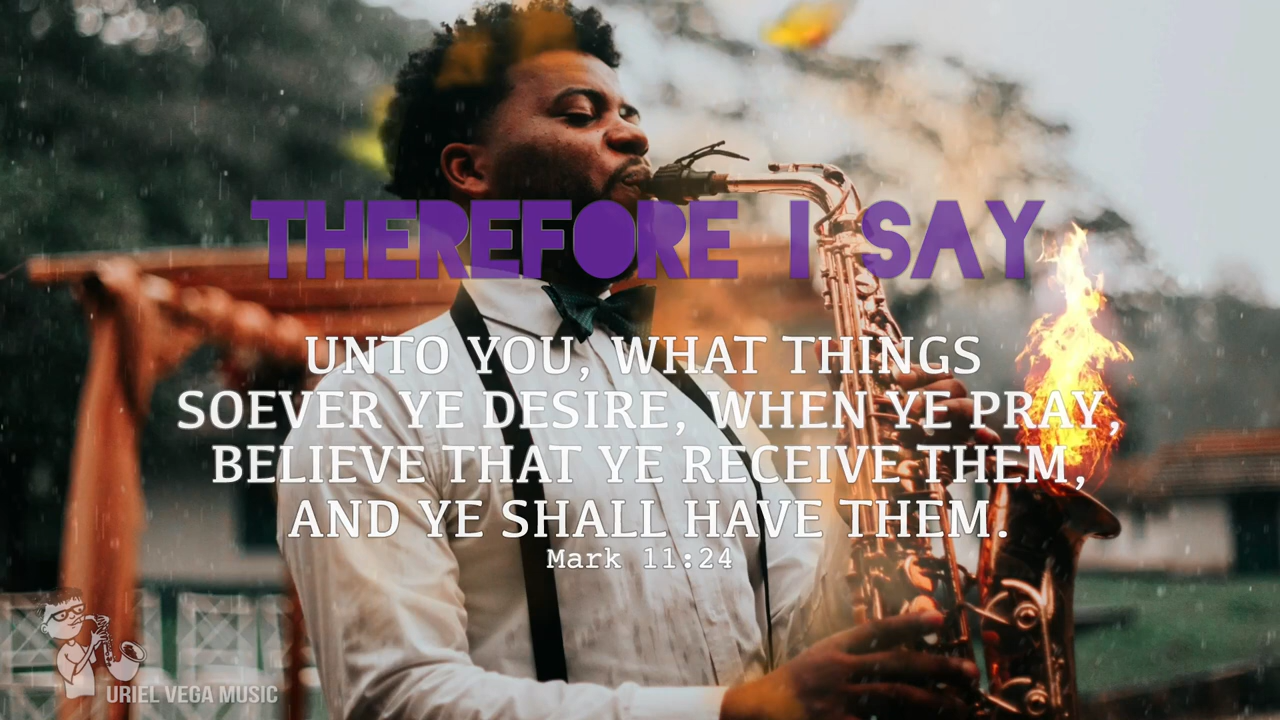 THEREFORE I SAY
UNTO YOU, WHAT THINGS
SOEVER YE DESIRE, WHEN YE PRAY,
BELIEVE THAT YE RECEIVE THEM,
AND YE SHALL HAVE THEM.
Mark 11:24
URIEL VEGA MUSIC